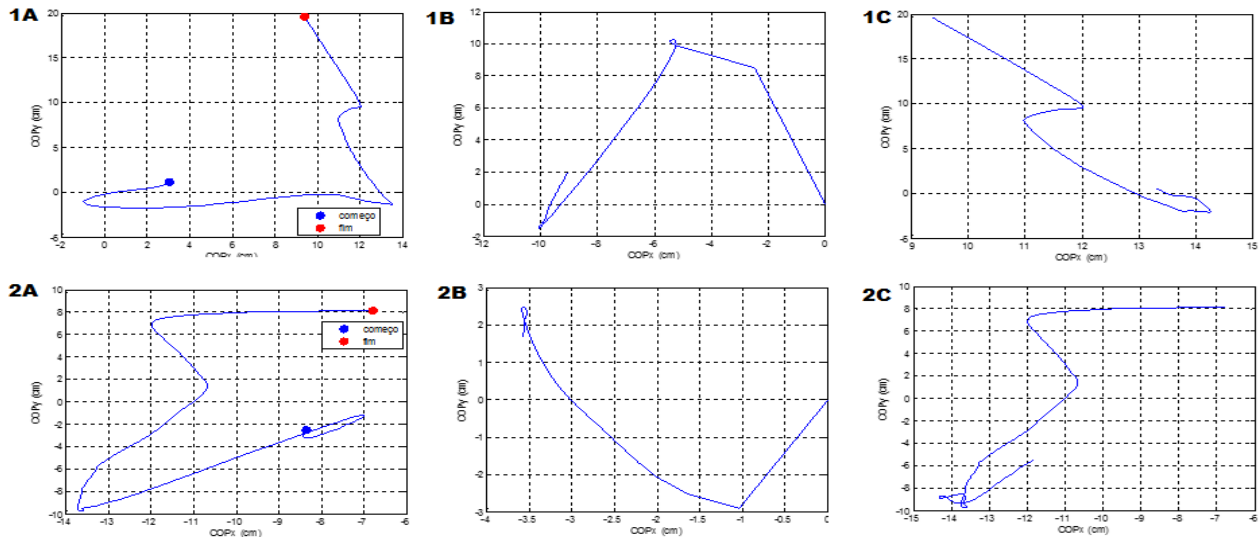 1A
20
15
10
5
0
-5
COPy (cm)
-2 0 2 4 6 8 10 12 14
COPx (cm)
começo
fim
1B
12
10
8
6
4
2
0
-2
COPy (cm)
-12 -10 -8 -6 -4 -2 0
COPx (cm)
1C
20
15
10
5
0
-5
COPy (cm)
9 10 11 12 13 14 15
COPx (cm)
2A
10
8
6
4
2
0
-2
-4
-6
-8
-10
COPy (cm)
-14 -13 -12 -11 -10 -9 -8 -7 -6
COPx (cm)
começo
fim
2B
3
2
1
0
-1
-2
-3
COPy (cm)
-4 -3.5 -3 -2.5 -2 -1.5 -1 -0.5 0
COPx (cm)
2C
10
8
6
4
2
0
-2
-4
-6
-8
-10
COPy (cm)
-15 -14 -13 -12 -11 -10 -9 -8 -7 -6
COPx (cm)